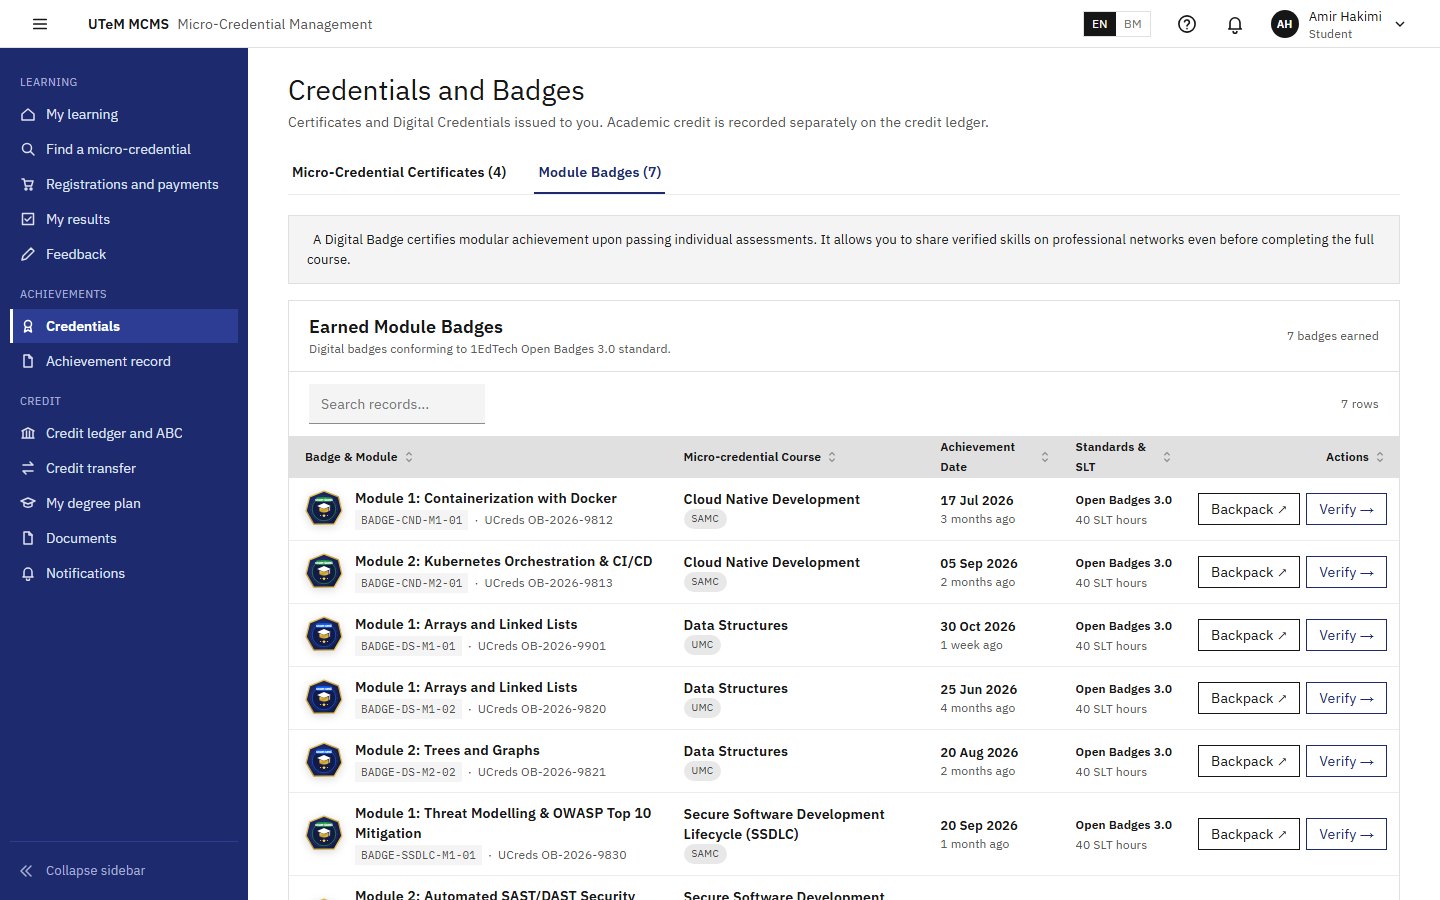 UTeM MCMS Micro-Credential Management
EN BM
AH
Amir Hakimi
Student
LEARNING
My learning
Find a micro-credential
Registrations and payments
My results
Feedback
ACHIEVEMENTS
Credentials
Achievement record
CREDIT
Credit ledger and ABC
Credit transfer
My degree plan
Documents
Notifications
Collapse sidebar
Credentials and Badges
Certificates and Digital Credentials issued to you. Academic credit is recorded separately on the credit ledger.
Micro-Credential Certificates (4) Module Badges (7)
A Digital Badge certifies modular achievement upon passing individual assessments. It allows you to share verified skills on professional networks even before completing the full
course.
Earned Module Badges
Digital badges conforming to 1EdTech Open Badges 3.0 standard.
7 badges earned
Search records...
7 rows
Badge & Module Micro-credential Course Achievement Date Standards & SLT Actions
Module 1: Containerization with Docker Cloud Native Development 17 Jul 2026 Open Badges 3.0 Backpack ↗ Verify →
BADGE-CND-M1-01 · UCreds OB-2026-9812 SAMC 3 months ago 40 SLT hours
Module 2: Kubernetes Orchestration & CI/CD Cloud Native Development 05 Sep 2026 Open Badges 3.0 Backpack ↗ Verify →
BADGE-CND-M2-01 · UCreds OB-2026-9813 SAMC 2 months ago 40 SLT hours
Module 1: Arrays and Linked Lists Data Structures 30 Oct 2026 Open Badges 3.0 Backpack ↗ Verify →
BADGE-DS-M1-01 · UCreds OB-2026-9901 UMC 1 week ago 40 SLT hours
Module 1: Arrays and Linked Lists Data Structures 25 Jun 2026 Open Badges 3.0 Backpack ↗ Verify →
BADGE-DS-M1-02 · UCreds OB-2026-9820 UMC 4 months ago 40 SLT hours
Module 2: Trees and Graphs Data Structures 20 Aug 2026 Open Badges 3.0 Backpack ↗ Verify →
BADGE-DS-M2-02 · UCreds OB-2026-9821 UMC 2 months ago 40 SLT hours
Module 1: Threat Modelling & OWASP Top 10 Secure Software Development 20 Sep 2026 Open Badges 3.0 Backpack ↗ Verify →
Mitigation Lifecycle (SSDLC)
BADGE-SSDLC-M1-01 · UCreds OB-2026-9830 SAMC 1 month ago 40 SLT hours
Module 2: Automated SAST/DAST Security Secure Software Development